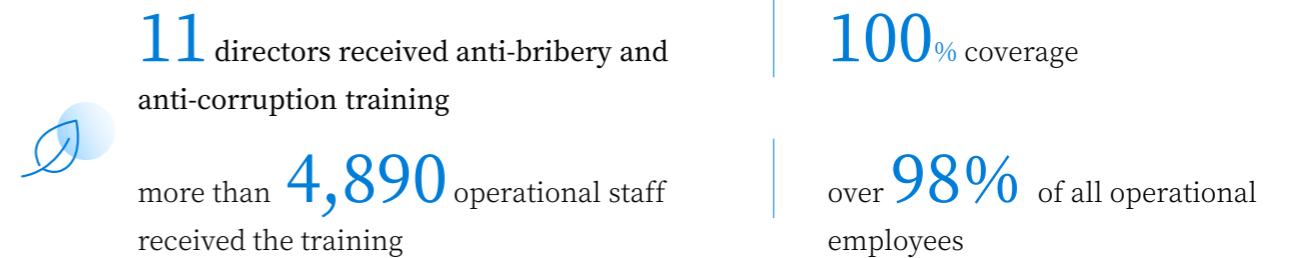 11 directors received anti-bribery and
anti-corruption training
100% coverage
more than 4,890 operational staff
received the training
over 98% of all operational
employees